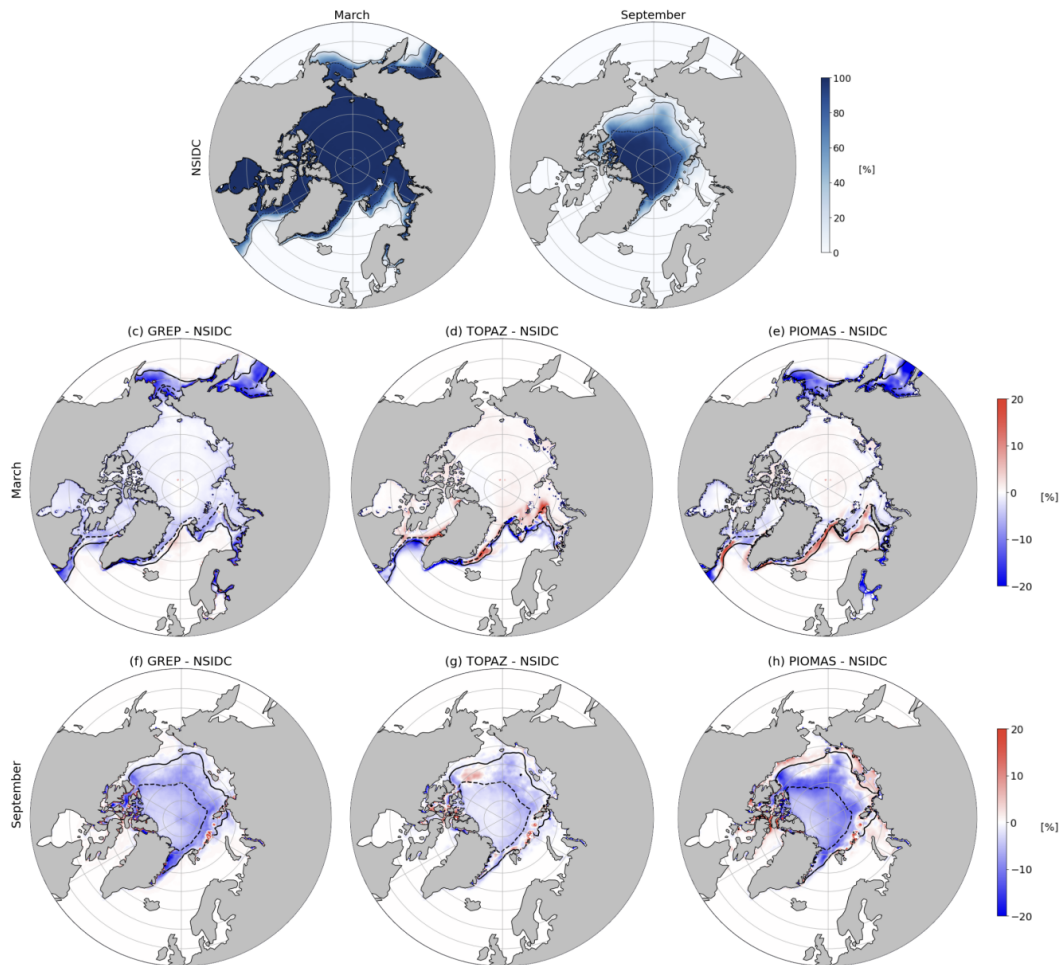 March
September
NSIDC
100
80
60
40
20
0
[%]
(c) GREP - NSIDC
(d) TOPAZ - NSIDC
(e) PIOMAS - NSIDC
March
20
10
0
−10
−20
[%]
(f) GREP - NSIDC
(g) TOPAZ - NSIDC
(h) PIOMAS - NSIDC
September
20
10
0
−10
−20
[%]